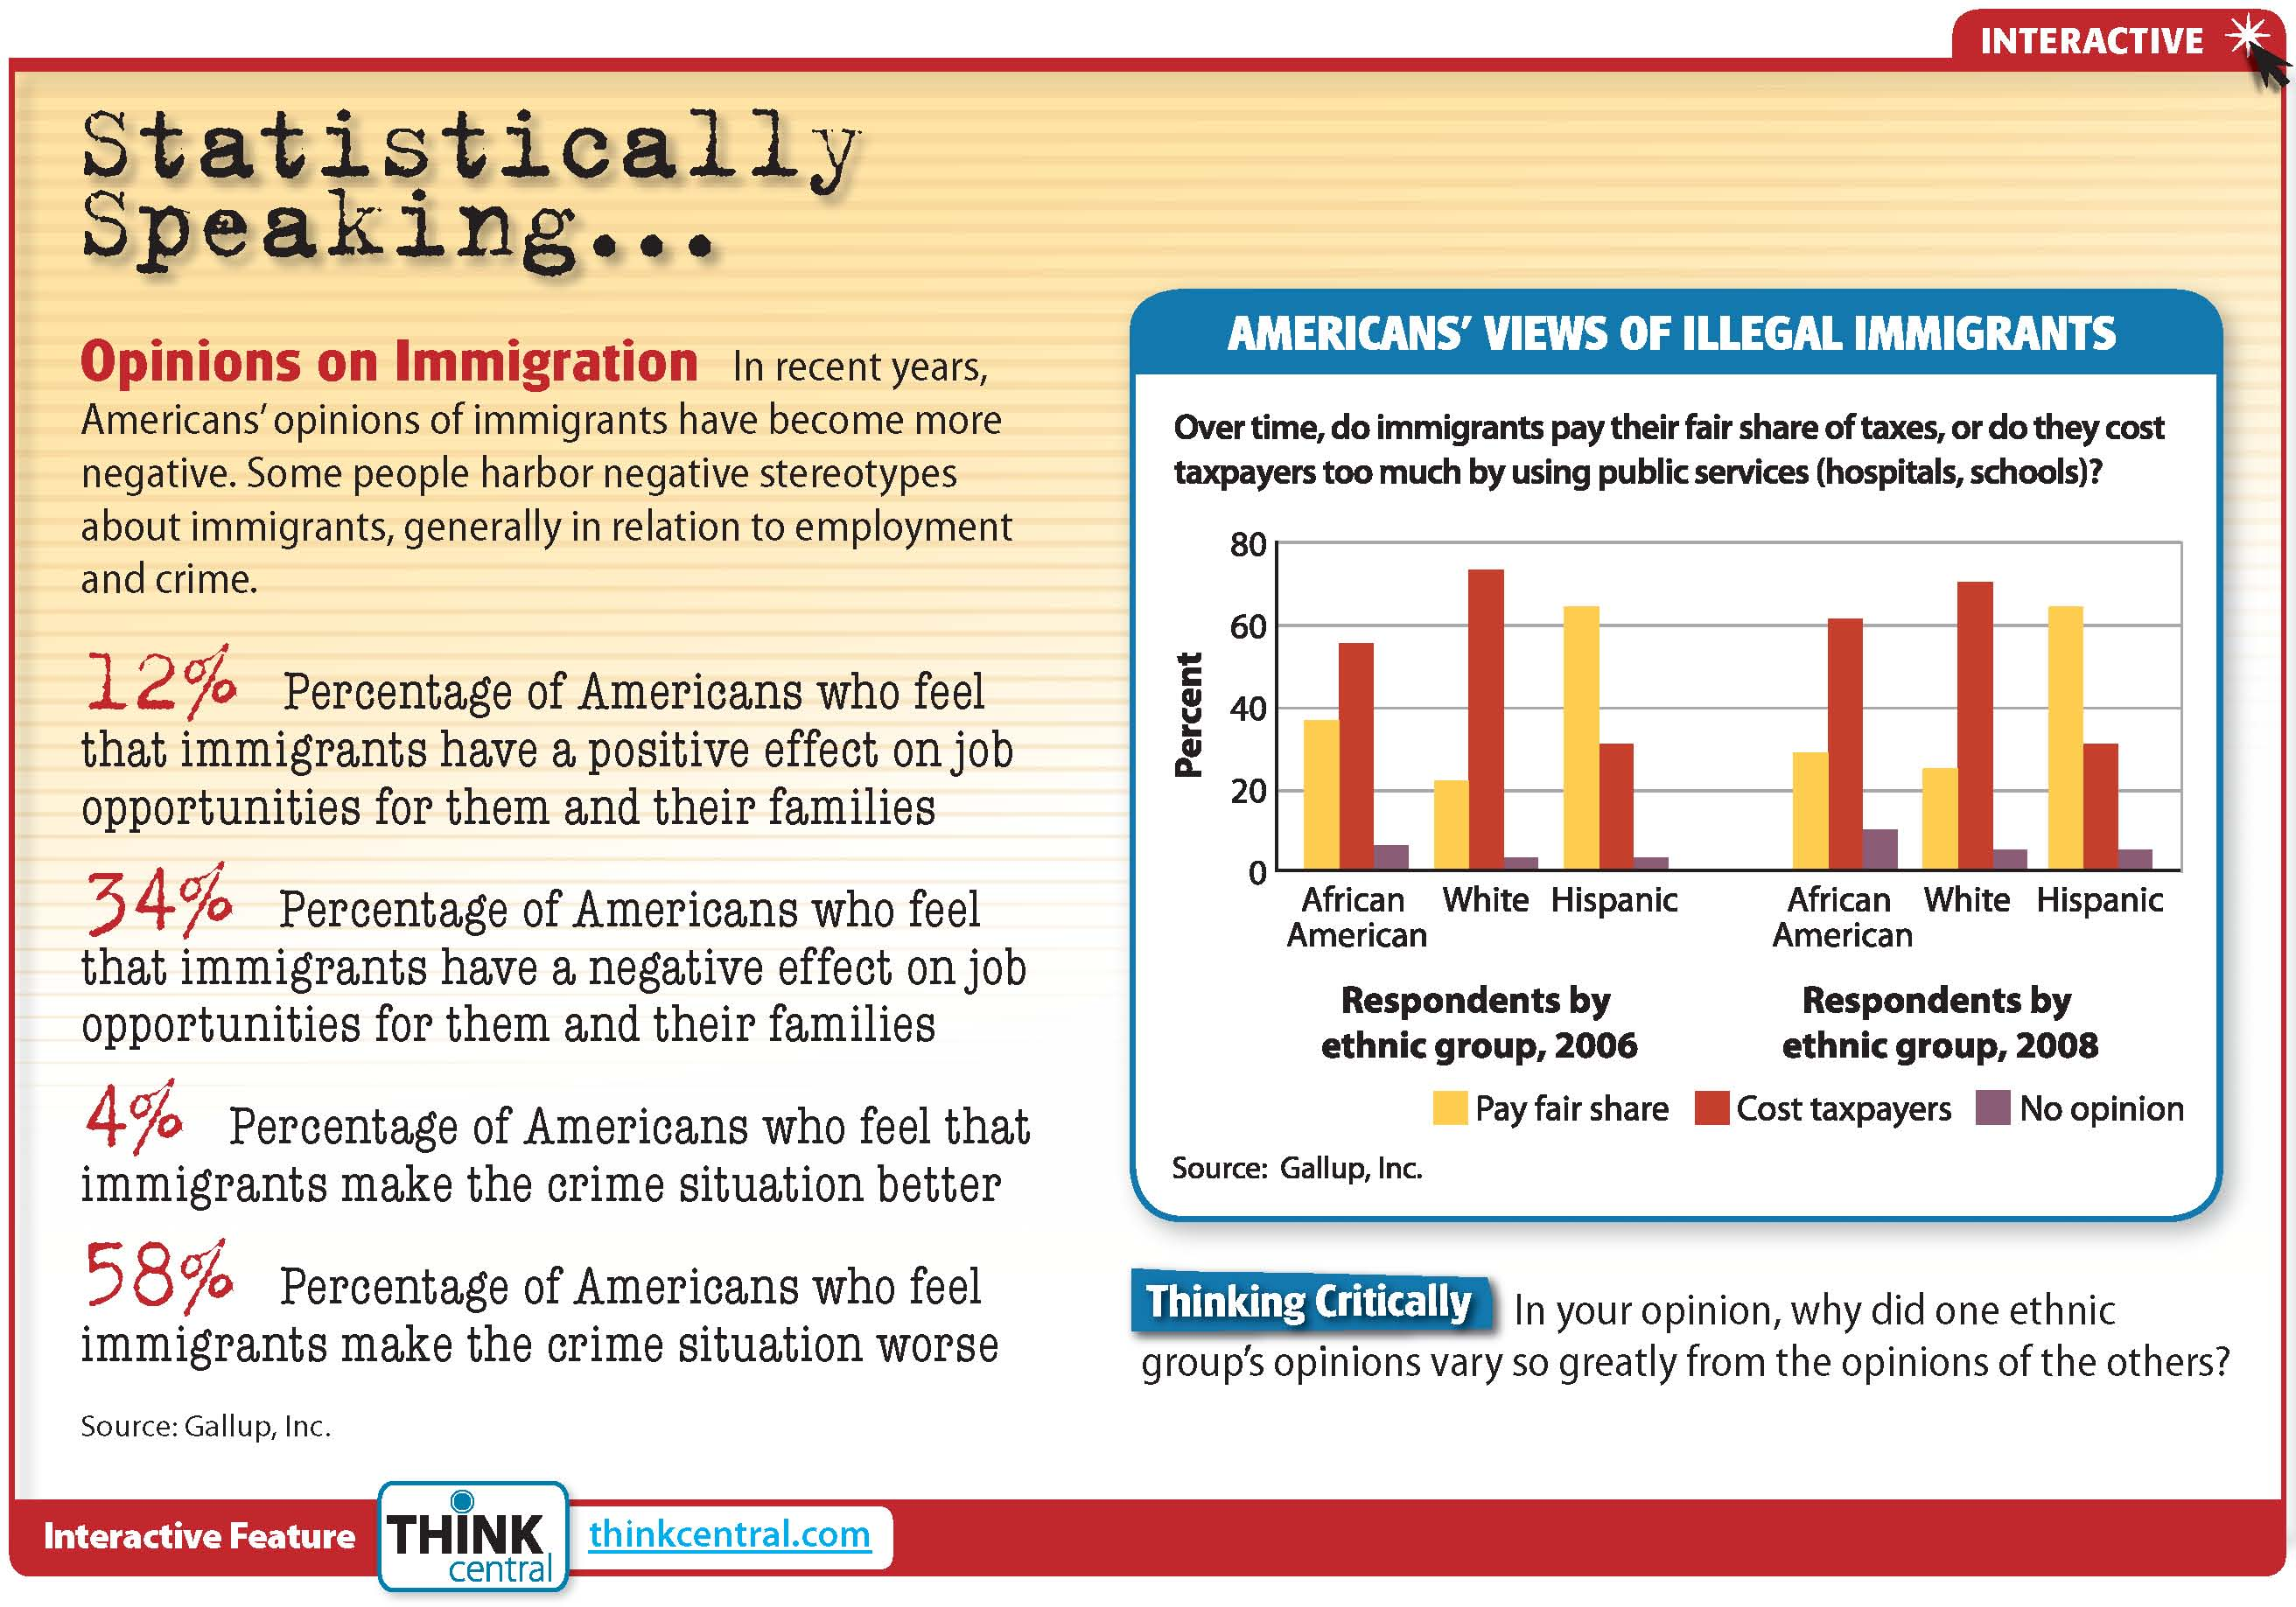 INTERACTIVE
Statistically
Speaking...
Opinions on Immigration In recent years,
Americans’ opinions of immigrants have become more
negative. Some people harbor negative stereotypes
about immigrants, generally in relation to employment
and crime.
12% Percentage of Americans who feel
that immigrants have a positive effect on job
opportunities for them and their families
34% Percentage of Americans who feel
that immigrants have a negative effect on job
opportunities for them and their families
4% Percentage of Americans who feel that
immigrants make the crime situation better
58% Percentage of Americans who feel
immigrants make the crime situation worse
Source: Gallup, Inc.
AMERICANS’ VIEWS OF ILLEGAL IMMIGRANTS
Over time, do immigrants pay their fair share of taxes, or do they cost
taxpayers too much by using public services (hospitals, schools)?
Percent
80
60
40
20
0
African White Hispanic African White Hispanic
American American
Respondents by Respondents by
ethnic group, 2006 ethnic group, 2008
Pay fair share Cost taxpayers No opinion
Source: Gallup, Inc.
Thinking Critically In your opinion, why did one ethnic
group’s opinions vary so greatly from the opinions of the others?
Interactive Feature THINK central thinkcentral.com